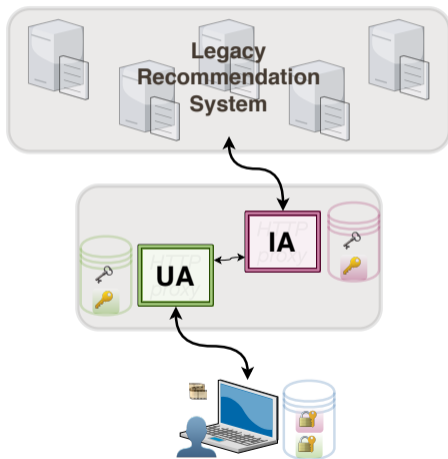 Legacy
Recommendation
System
IA
HTTP
proxy
UA
HTTP
proxy